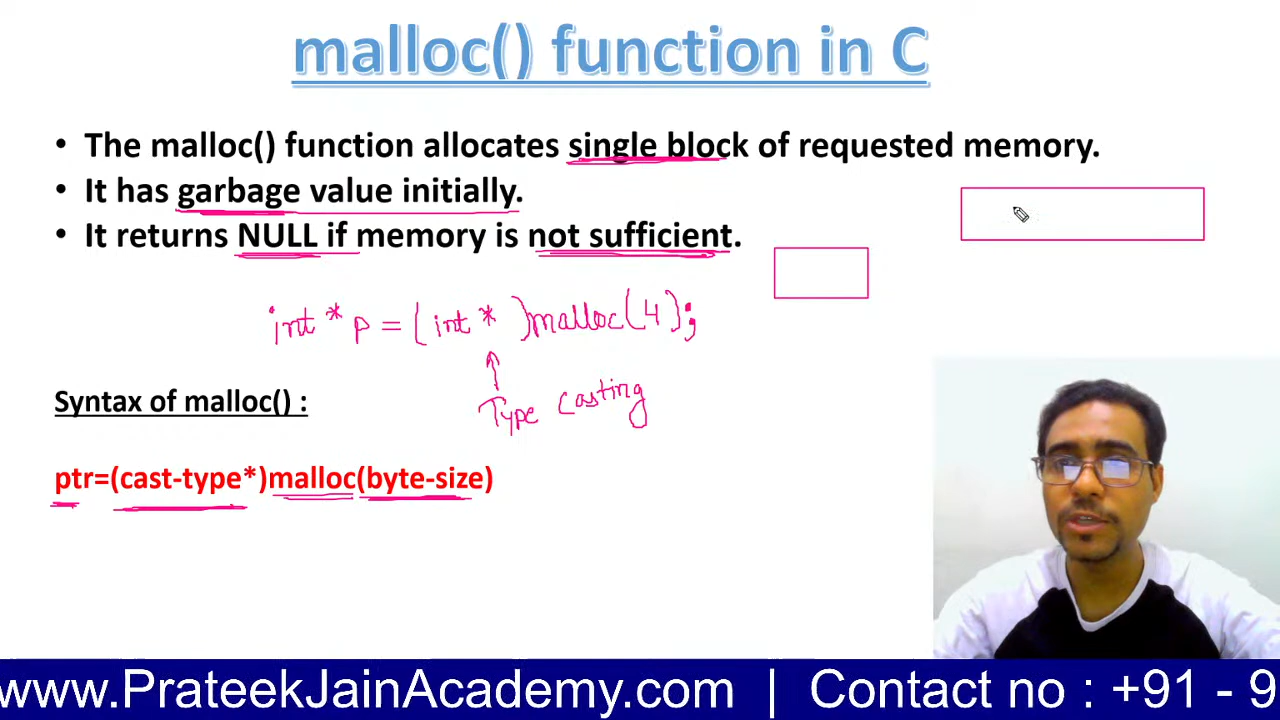 malloc() function in C
• The malloc() function allocates single block of requested memory.
• It has garbage value initially.
• It returns NULL if memory is not sufficient.
int * p = (int * )malloc(4);
Type casting
Syntax of malloc() :
ptr=(cast-type*)malloc(byte-size)
www.PrateekJainAcademy.com | Contact no : +91 - 9